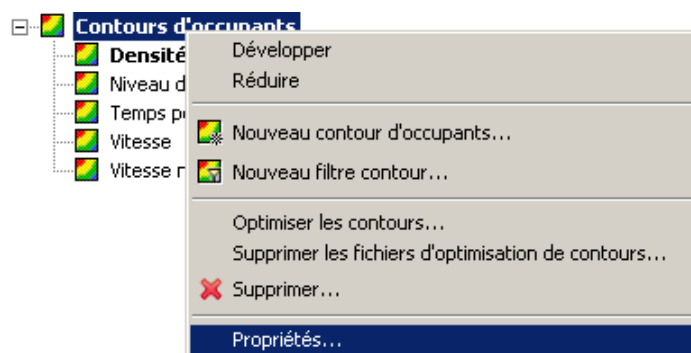 Contours d'occupants
Densité
Développer
Niveau d
Réduire
Temps
Nouveau contour d'occupants...
Vitesse
Vitesse
Nouveau filtre contour...
Optimiser les contours...
Supprimer les fichiers d'optimisation de contours...
Supprimer...
Propriétés...